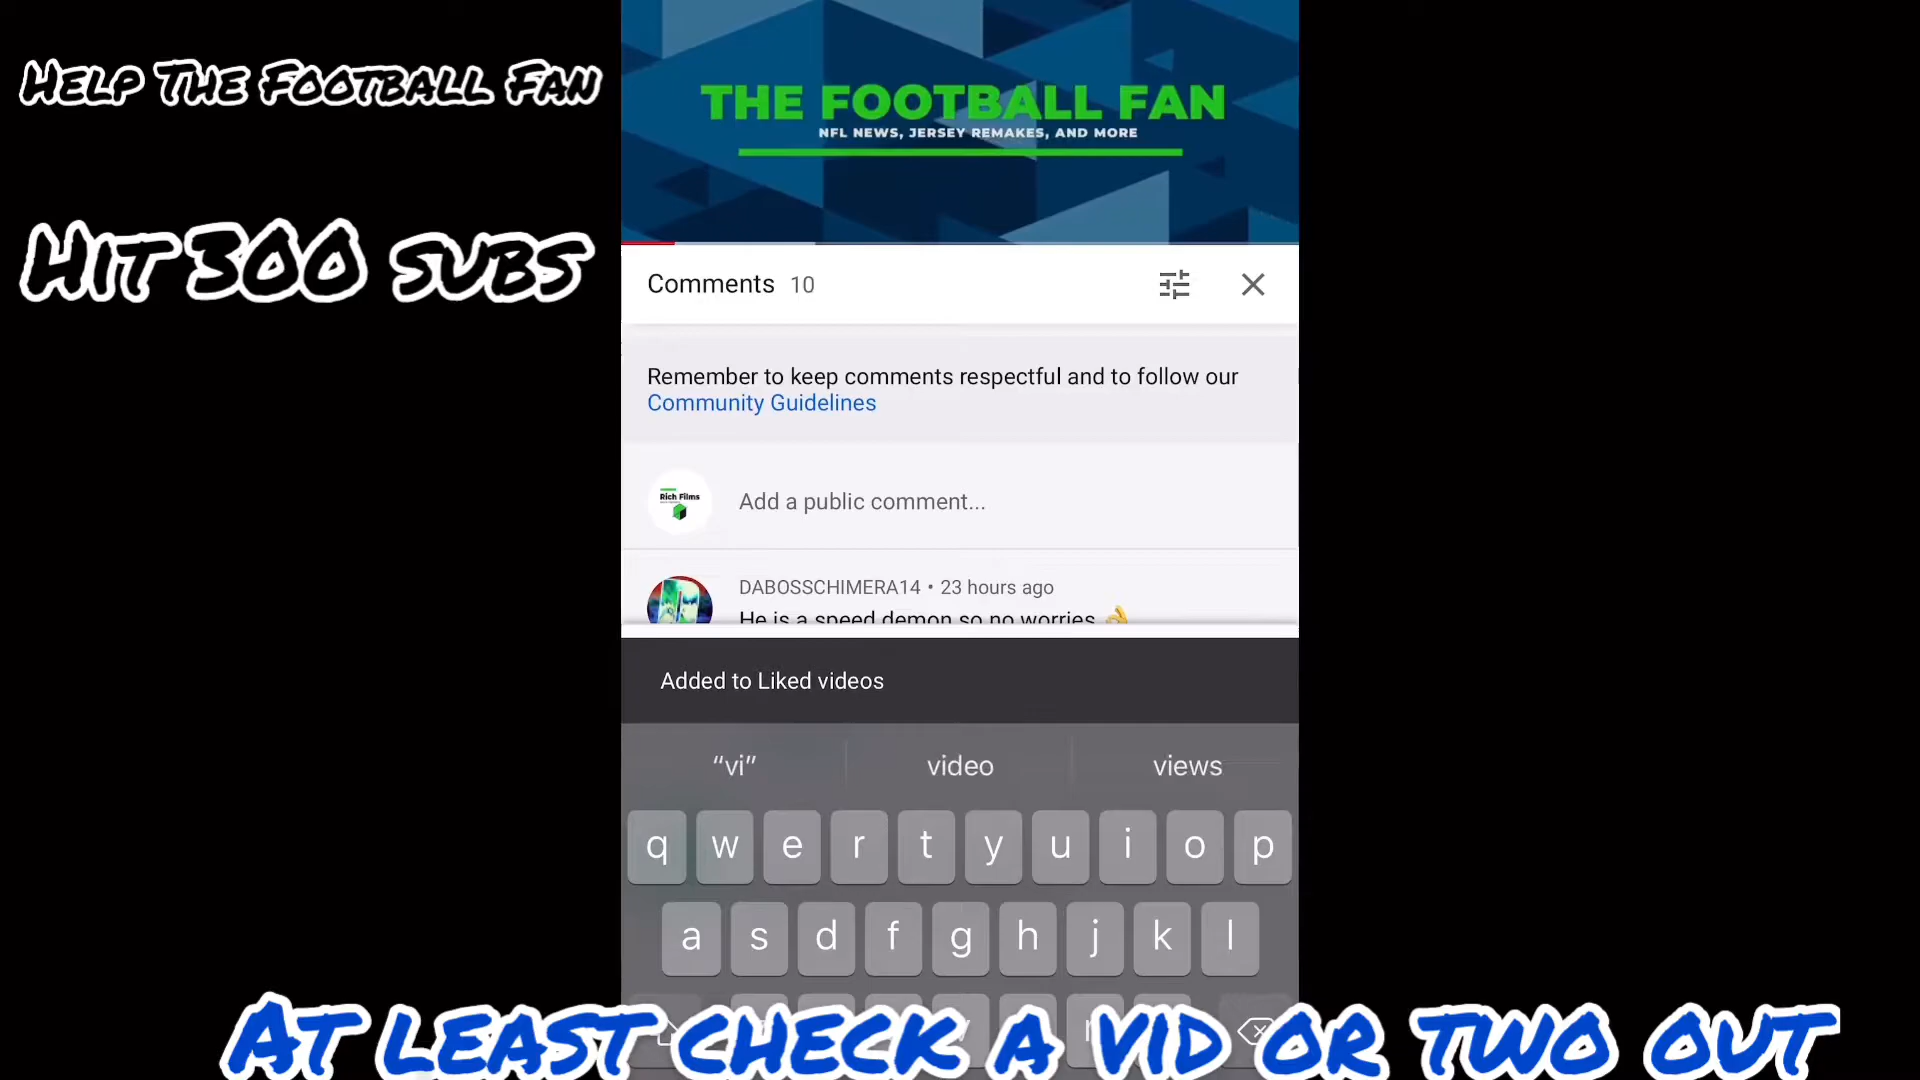 Help The Football Fan
Hit 300 subs
THE FOOTBALL FAN
NFL NEWS, JERSEY REMAKES, AND MORE
Comments 10
Remember to keep comments respectful and to follow our
Community Guidelines
Rich Films
Add a public comment...
DABOSSCHIMERA14 • 23 hours ago
He is a speed demon so no worries 👌
Added to Liked videos
“vi” video views
q w e r t y u i o p
a s d f g h j k l
At least check a vid or two out